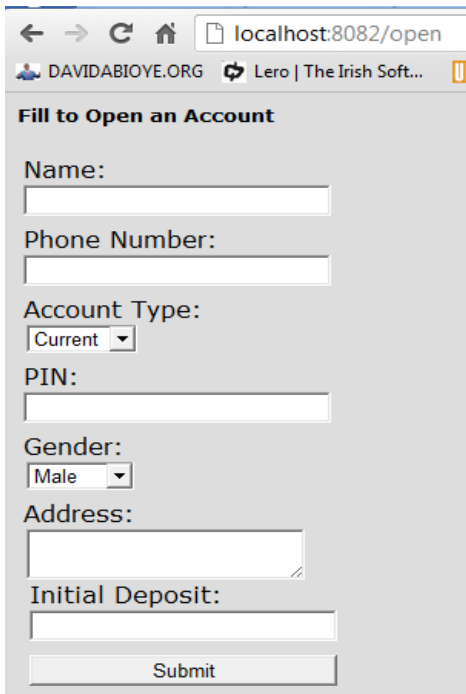 localhost:8082/open
DAVIDABIOYE.ORG Lero | The Irish Soft...
Fill to Open an Account
Name:
Phone Number:
Account Type:
Current
PIN:
Gender:
Male
Address:
Initial Deposit:
Submit